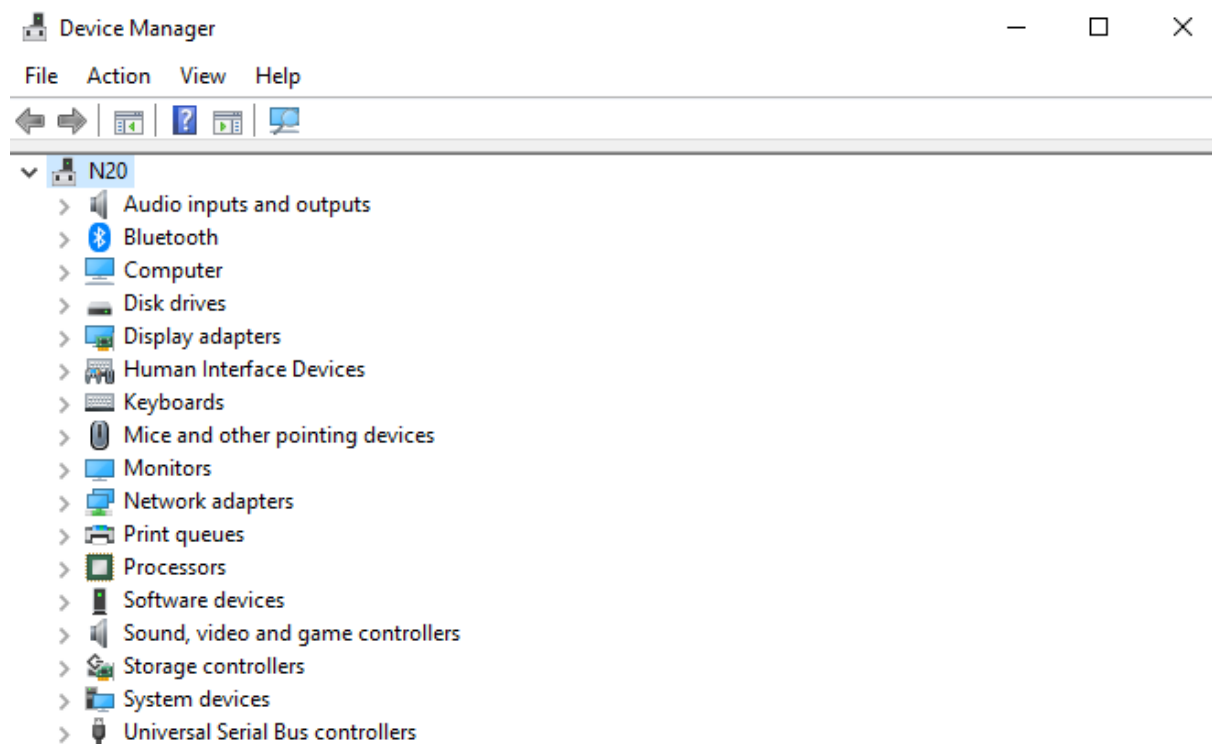 Device Manager
File Action View Help
N20
Audio inputs and outputs
Bluetooth
Computer
Disk drives
Display adapters
Human Interface Devices
Keyboards
Mice and other pointing devices
Monitors
Network adapters
Print queues
Processors
Software devices
Sound, video and game controllers
Storage controllers
System devices
Universal Serial Bus controllers